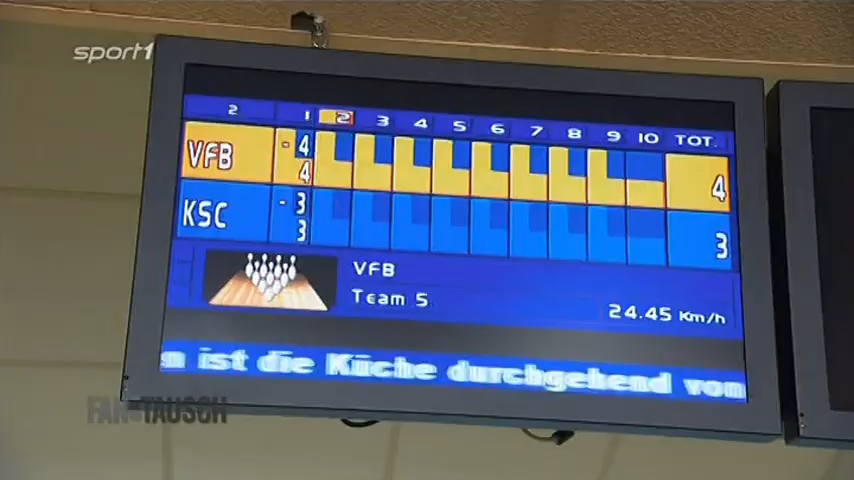 sport1
2 1 2 3 4 5 6 7 8 9 10 TOT.
VFB - 4 4 4
KSC - 3 3 3
VFB
Team 5 24.45 Km/h
n ist die Küche durchgehend vom
FAN TAUSCH